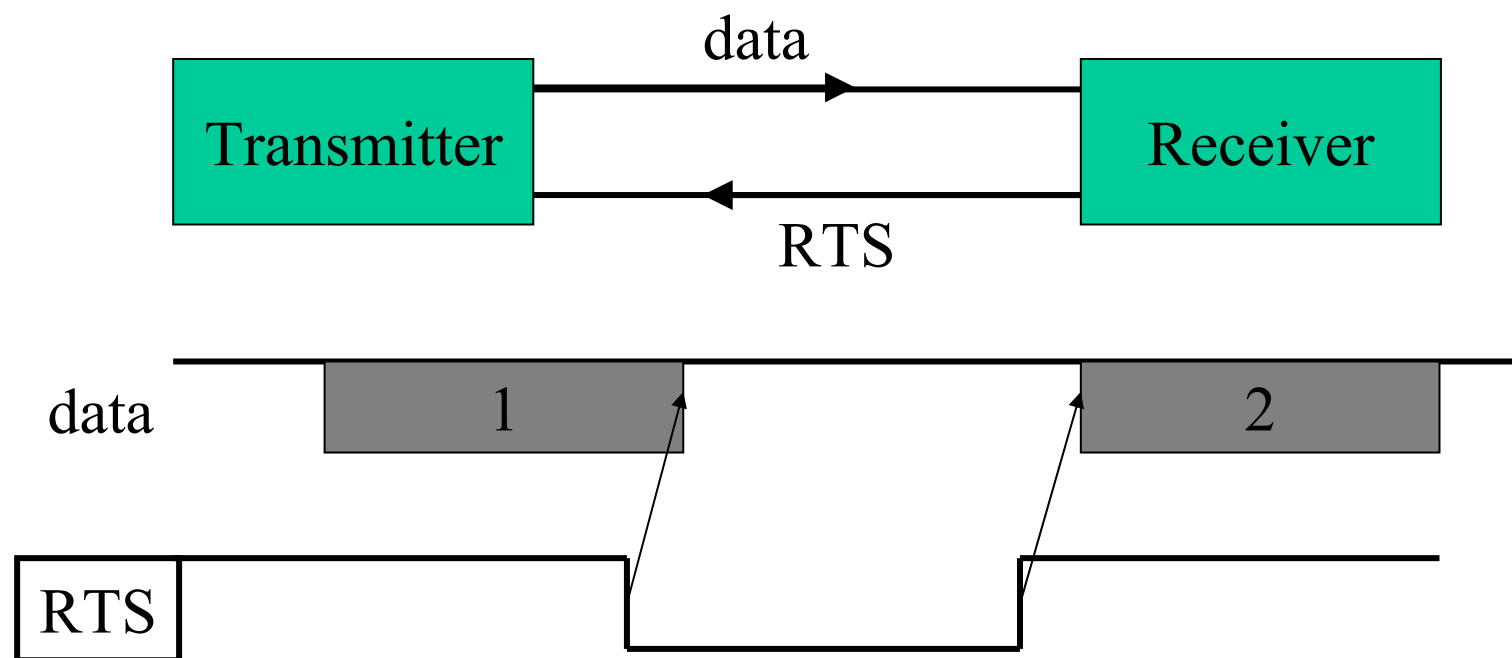 data
Transmitter
Receiver
RTS
data
1
2
RTS